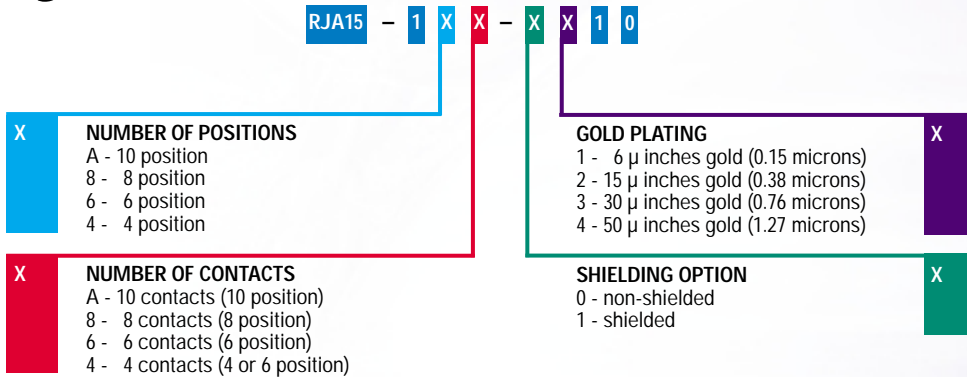 RJA15 – 1 X X – X X 1 0
X
NUMBER OF POSITIONS
A - 10 position
8 - 8 position
6 - 6 position
4 - 4 position
X
NUMBER OF CONTACTS
A - 10 contacts (10 position)
8 - 8 contacts (8 position)
6 - 6 contacts (6 position)
4 - 4 contacts (4 or 6 position)
GOLD PLATING
X
1 - 6 µ inches gold (0.15 microns)
2 - 15 µ inches gold (0.38 microns)
3 - 30 µ inches gold (0.76 microns)
4 - 50 µ inches gold (1.27 microns)
SHIELDING OPTION
X
0 - non-shielded
1 - shielded